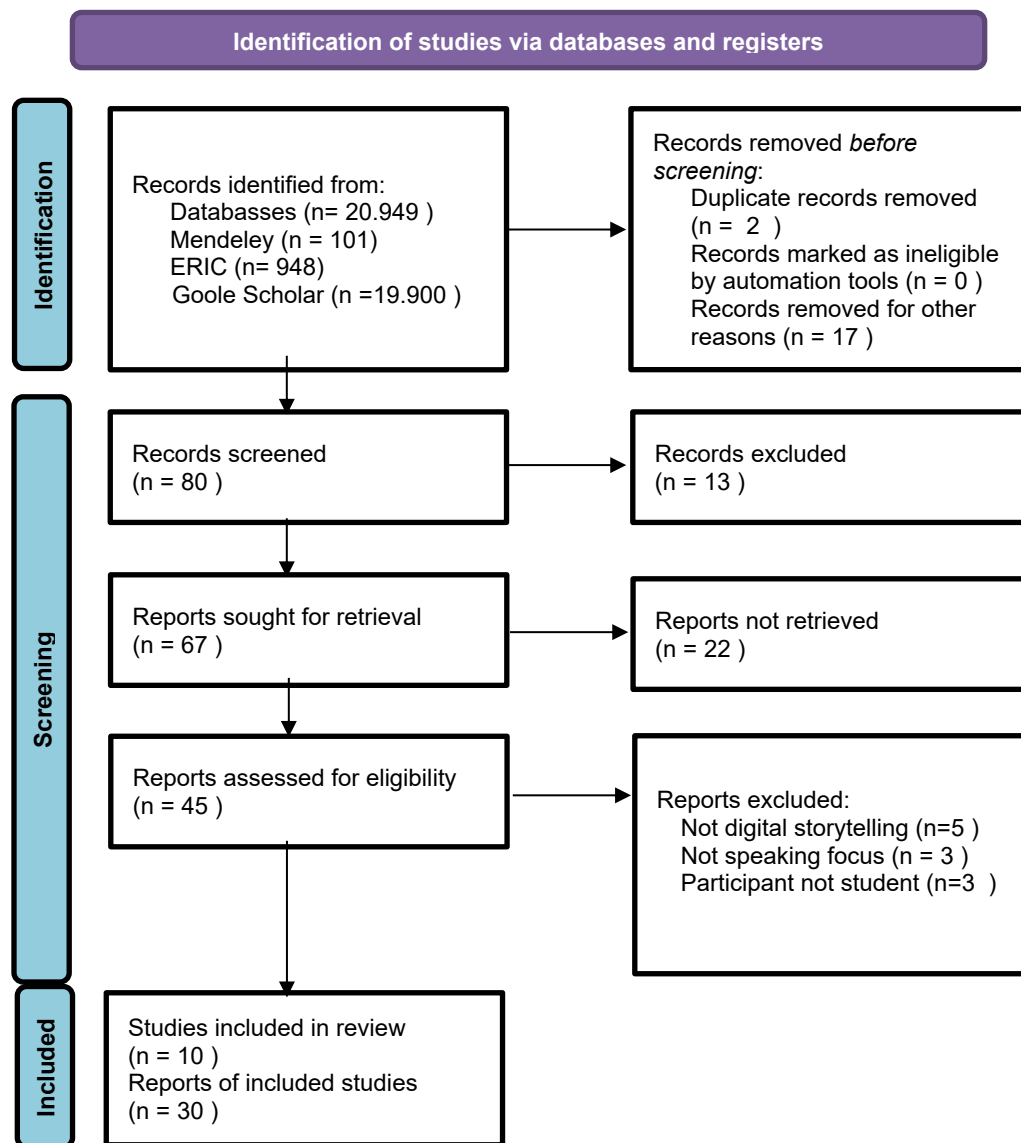 Identification of studies via databases and registers
Identification
Records identified from:
Databasses (n= 20.949 )
Mendeley (n = 101)
ERIC (n= 948)
Goole Scholar (n =19.900 )
Records removed before
screening:
Duplicate records removed
(n = 2 )
Records marked as ineligible
by automation tools (n = 0 )
Records removed for other
reasons (n = 17 )
Screening
Records screened
(n = 80 )
Records excluded
(n = 13 )
Reports sought for retrieval
(n = 67 )
Reports not retrieved
(n = 22 )
Reports assessed for eligibility
(n = 45 )
Reports excluded:
Not digital storytelling (n=5 )
Not speaking focus (n = 3 )
Participant not student (n=3 )
Included
Studies included in review
(n = 10 )
Reports of included studies
(n = 30 )